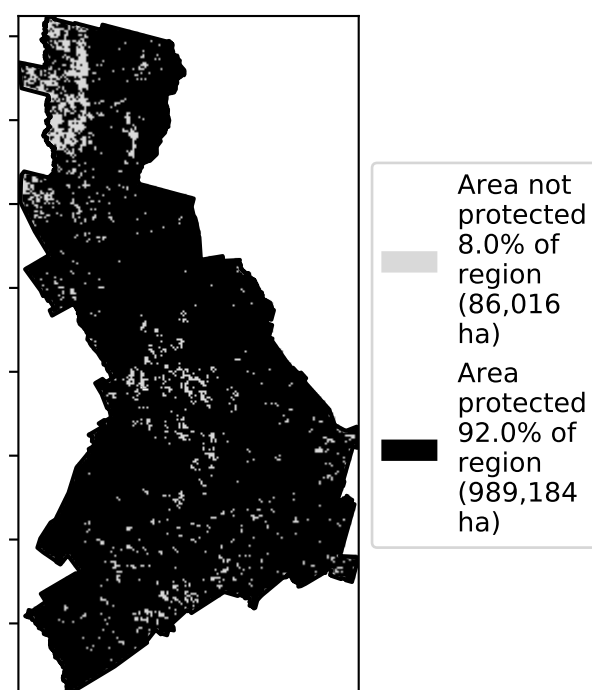 Area not
protected
8.0% of
region
(86,016
ha)
Area
protected
92.0% of
region
(989,184
ha)